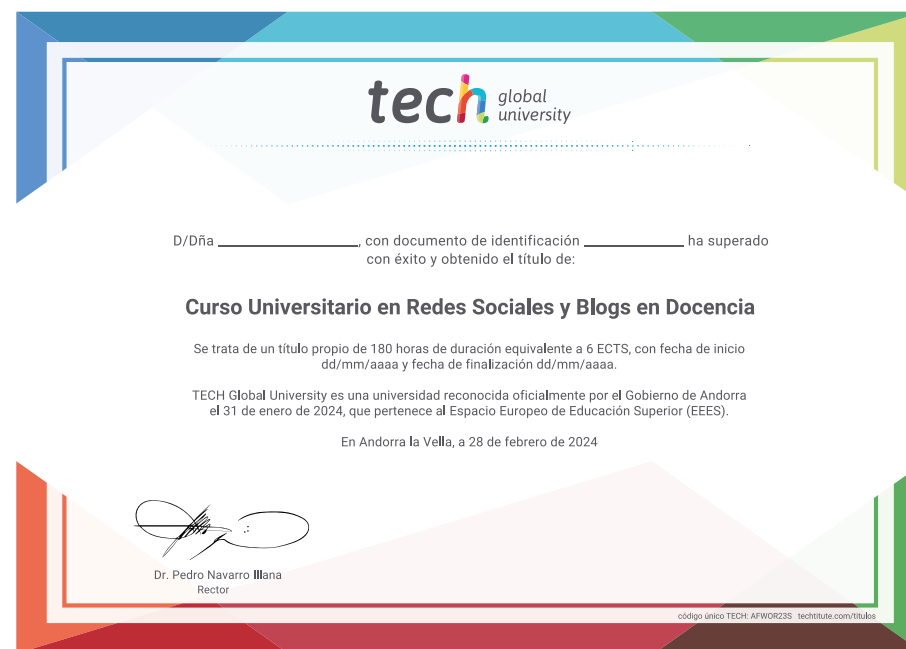 tech global university
D/Dña ____________________, con documento de identificación ______________ ha superado
con éxito y obtenido el título de:
Curso Universitario en Redes Sociales y Blogs en Docencia
Se trata de un título propio de 180 horas de duración equivalente a 6 ECTS, con fecha de inicio
dd/mm/aaaa y fecha de finalización dd/mm/aaaa.
TECH Global University es una universidad reconocida oficialmente por el Gobierno de Andorra
el 31 de enero de 2024, que pertenece al Espacio Europeo de Educación Superior (EEES).
En Andorra la Vella, a 28 de febrero de 2024
Dr. Pedro Navarro Illana
Rector
código único TECH: AFWOR23S techtitute.com/titulos